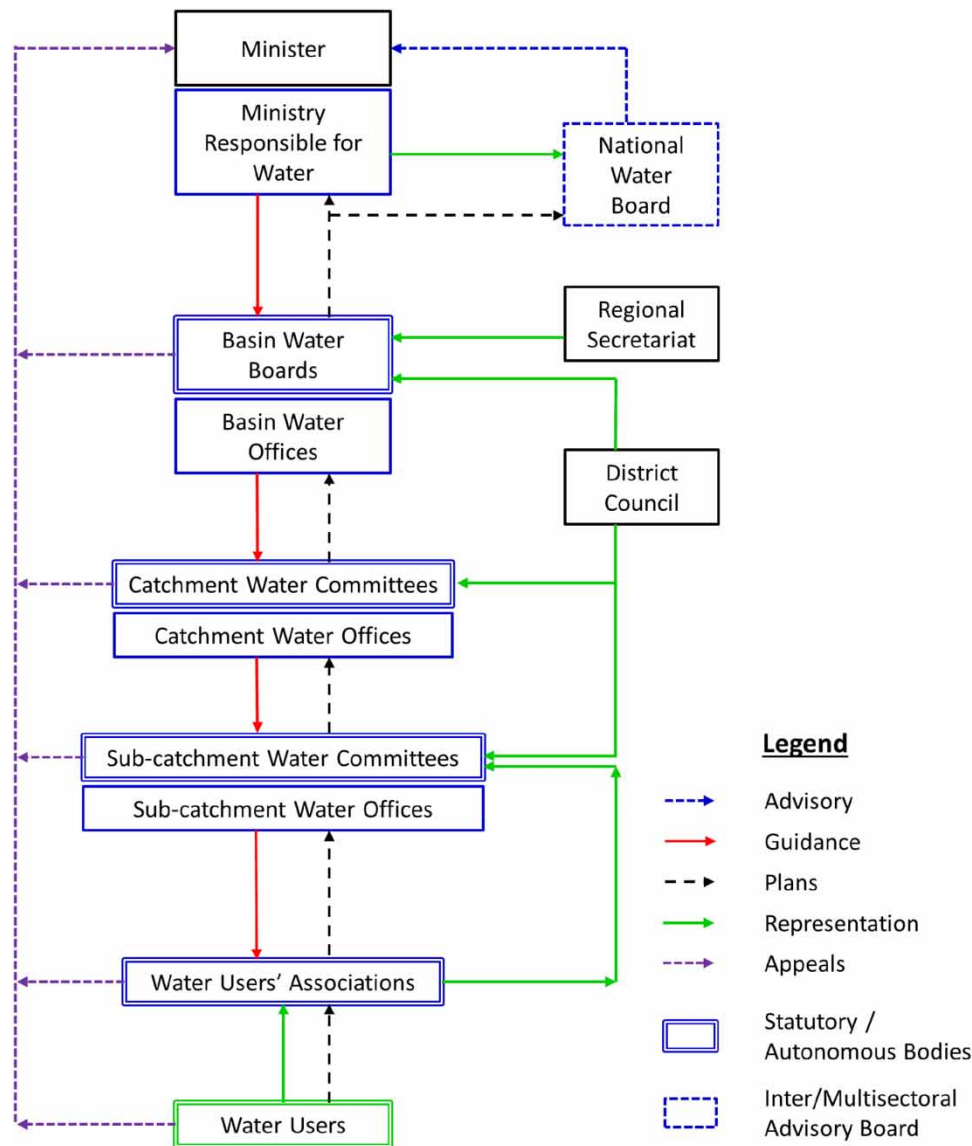 Minister
Ministry
Responsible for
Water
National
Water
Board
Regional
Secretariat
Basin Water
Boards
Basin Water
Offices
District
Council
Catchment Water Committees
Catchment Water Offices
Sub-catchment Water Committees
Sub-catchment Water Offices
Water Users’ Associations
Water Users
Legend
Advisory
Guidance
Plans
Representation
Appeals
Statutory /
Autonomous Bodies
Inter/Multisectoral
Advisory Board